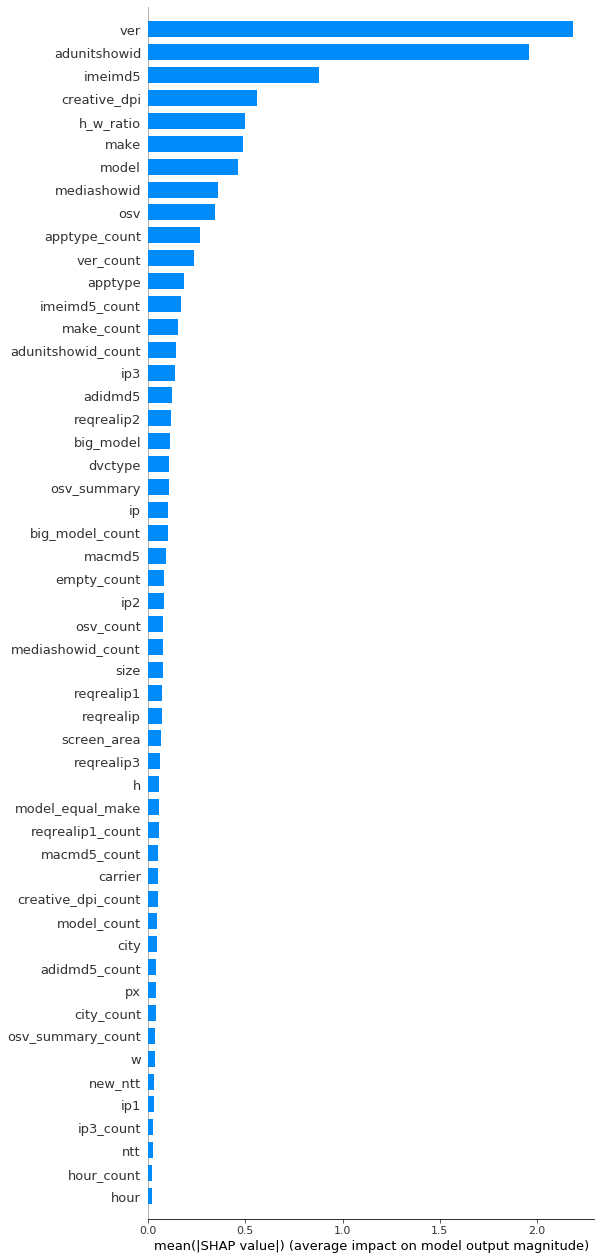 ver
adunitshowid
imeimd5
creative_dpi
h_w_ratio
make
model
mediashowid
osv
apptype_count
ver_count
apptype
imeimd5_count
make_count
adunitshowid_count
ip3
adidmd5
reqrealip2
big_model
dvctype
osv_summary
ip
big_model_count
macmd5
empty_count
ip2
osv_count
mediashowid_count
size
reqrealip1
reqrealip
screen_area
reqrealip3
h
model_equal_make
reqrealip1_count
macmd5_count
carrier
creative_dpi_count
model_count
city
adidmd5_count
px
city_count
osv_summary_count
w
new_ntt
ip1
ip3_count
ntt
hour_count
hour
0.0 0.5 1.0 1.5 2.0
mean(|SHAP value|) (average impact on model output magnitude)